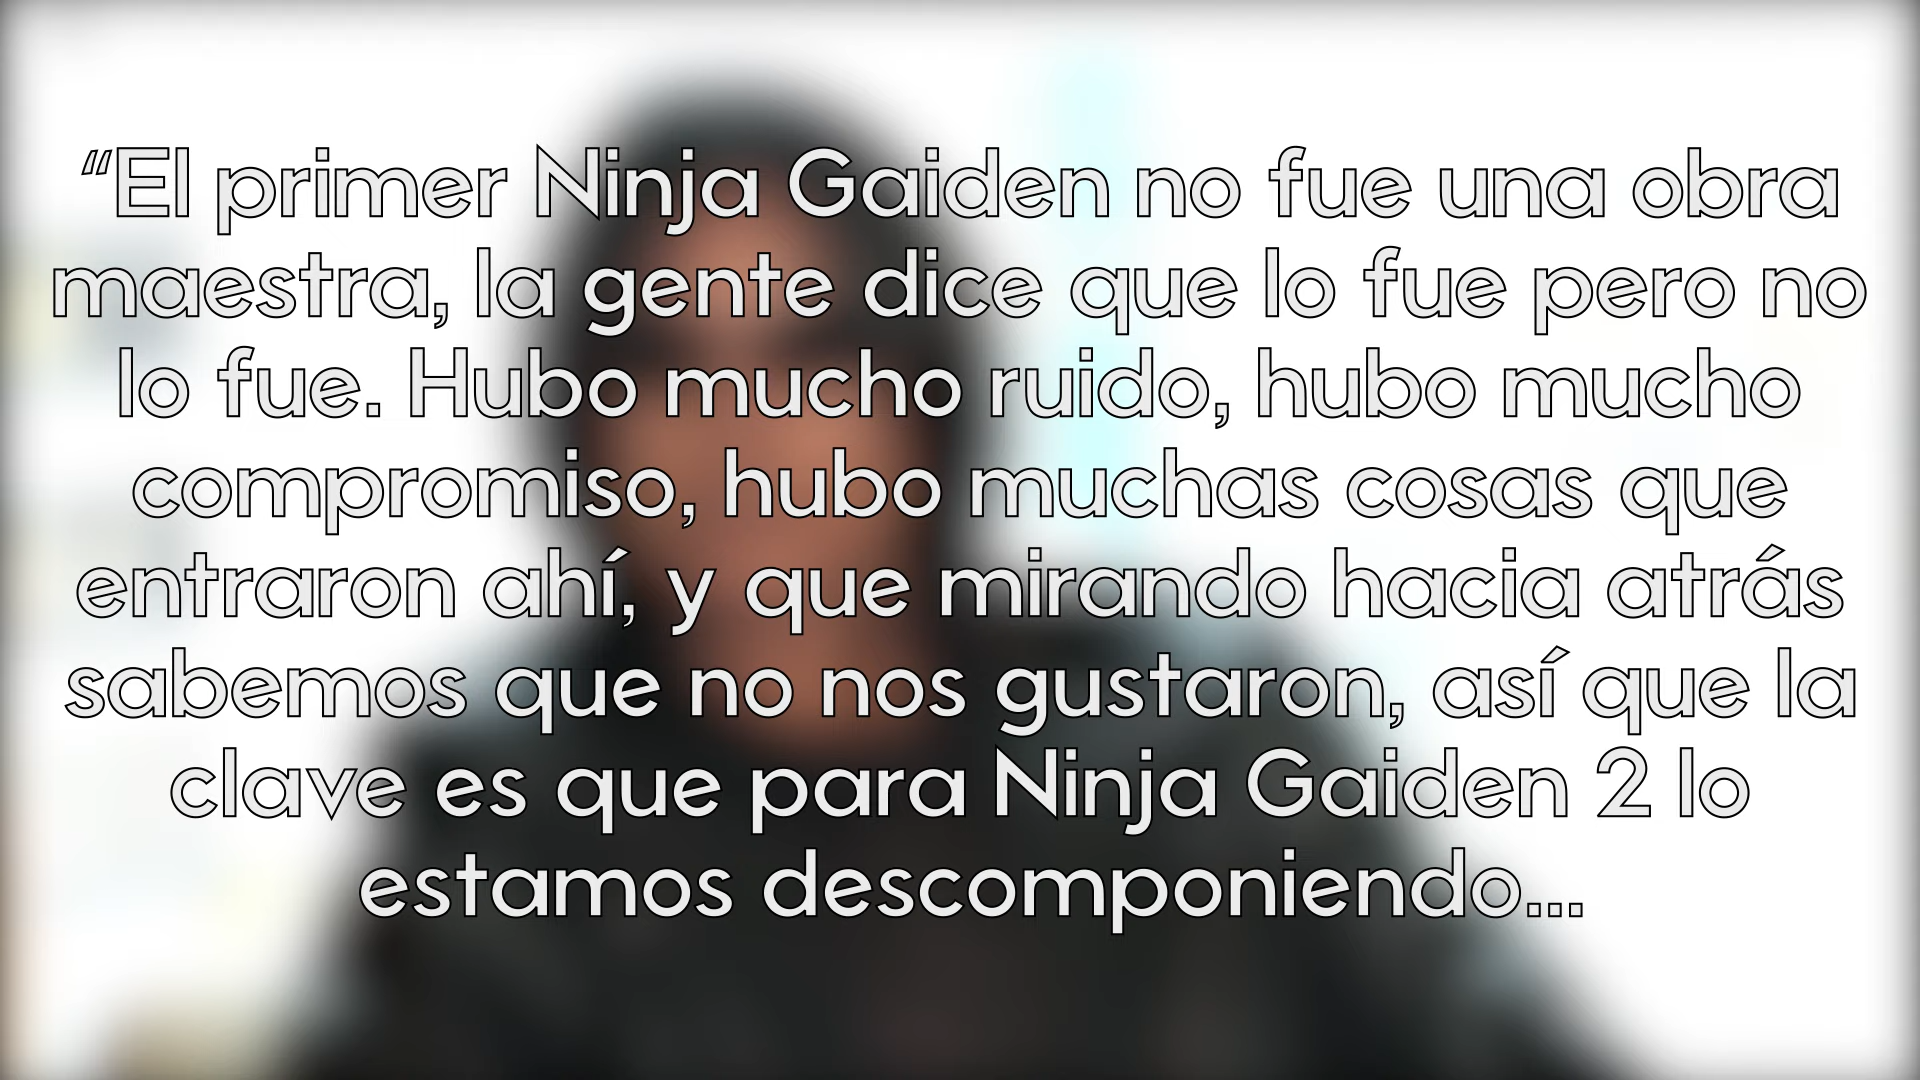 “El primer Ninja Gaiden no fue una obra
maestra, la gente dice que lo fue pero no
lo fue. Hubo mucho ruido, hubo mucho
compromiso, hubo muchas cosas que
entraron ahí, y que mirando hacia atrás
sabemos que no nos gustaron, así que la
clave es que para Ninja Gaiden 2 lo
estamos descomponiendo...